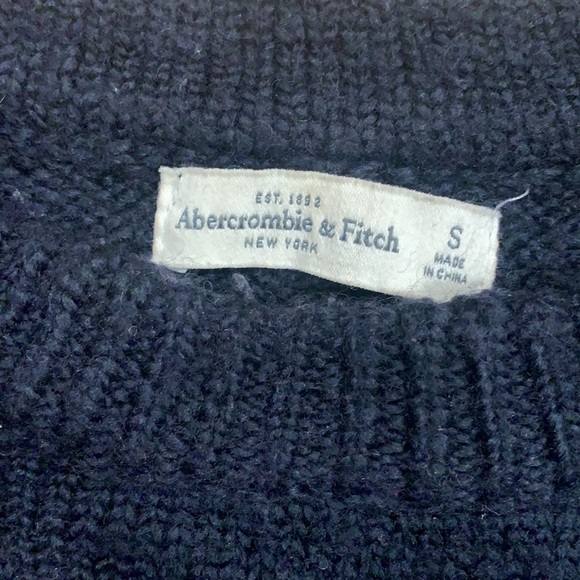 EST. 1892
Abercrombie & Fitch
NEW YORK
S
MADE
IN CHINA